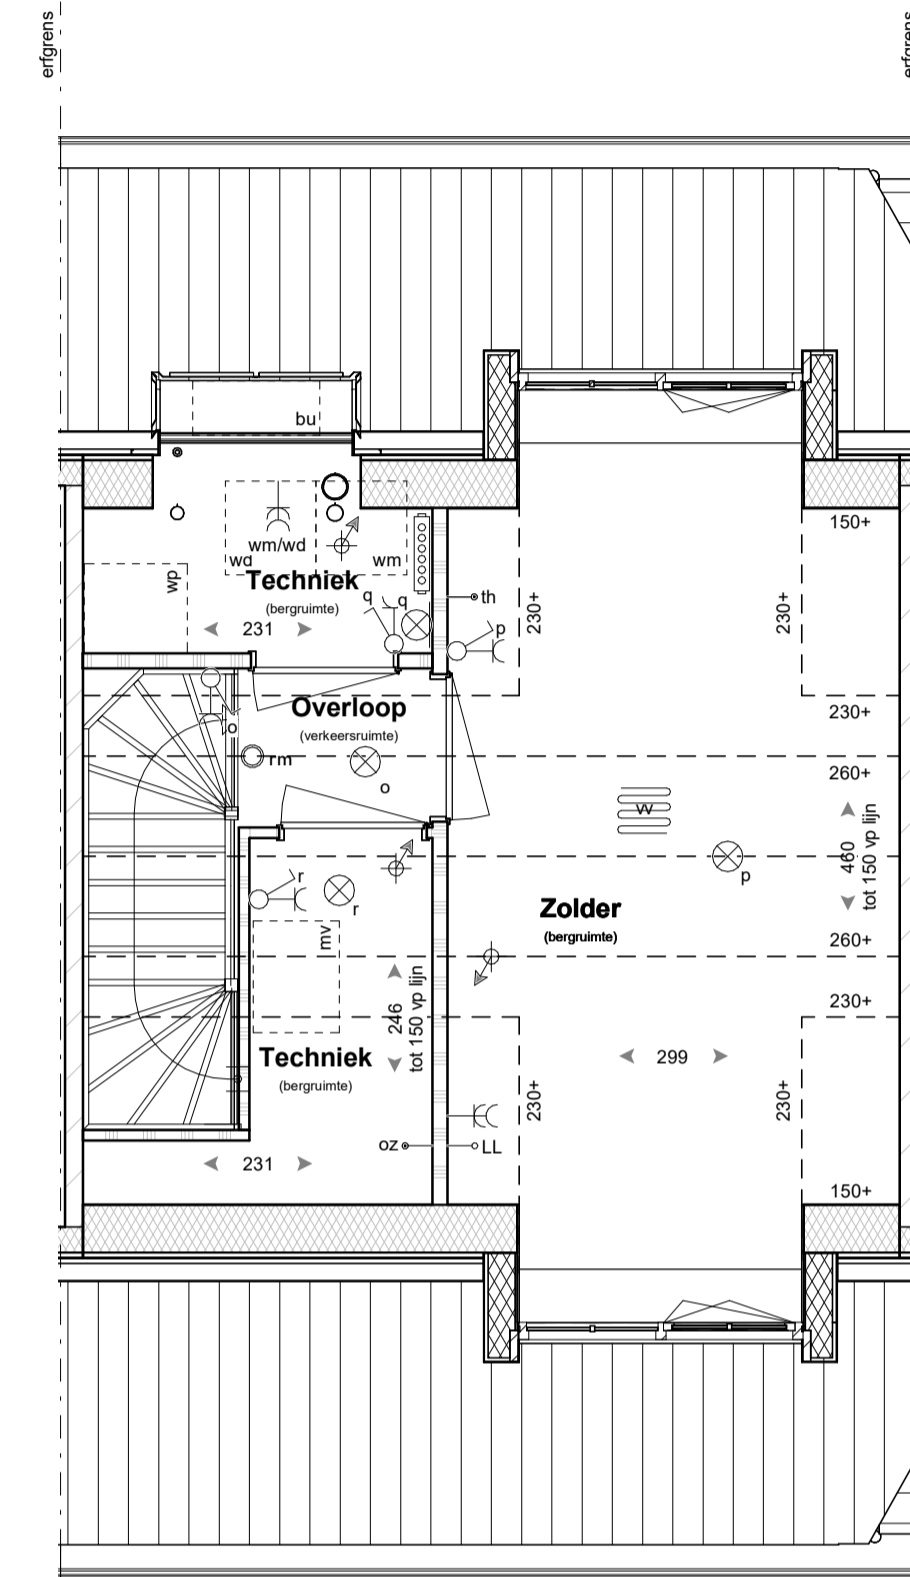 erfgrens
erfgrens
bu
wm/wd
wd
wm
wp
Techniek
(bergruimte)
231
q
q
th
p
230+
230+
150+
Overloop
(verkeersruimte)
o
rm
o
230+
260+
vv
p
460
tot 150 vp lijn
r
r
mv
Zolder
(bergruimte)
260+
230+
246
tot 150 vp lijn
Techniek
(bergruimte)
299
230+
230+
oz
LL
231
150+